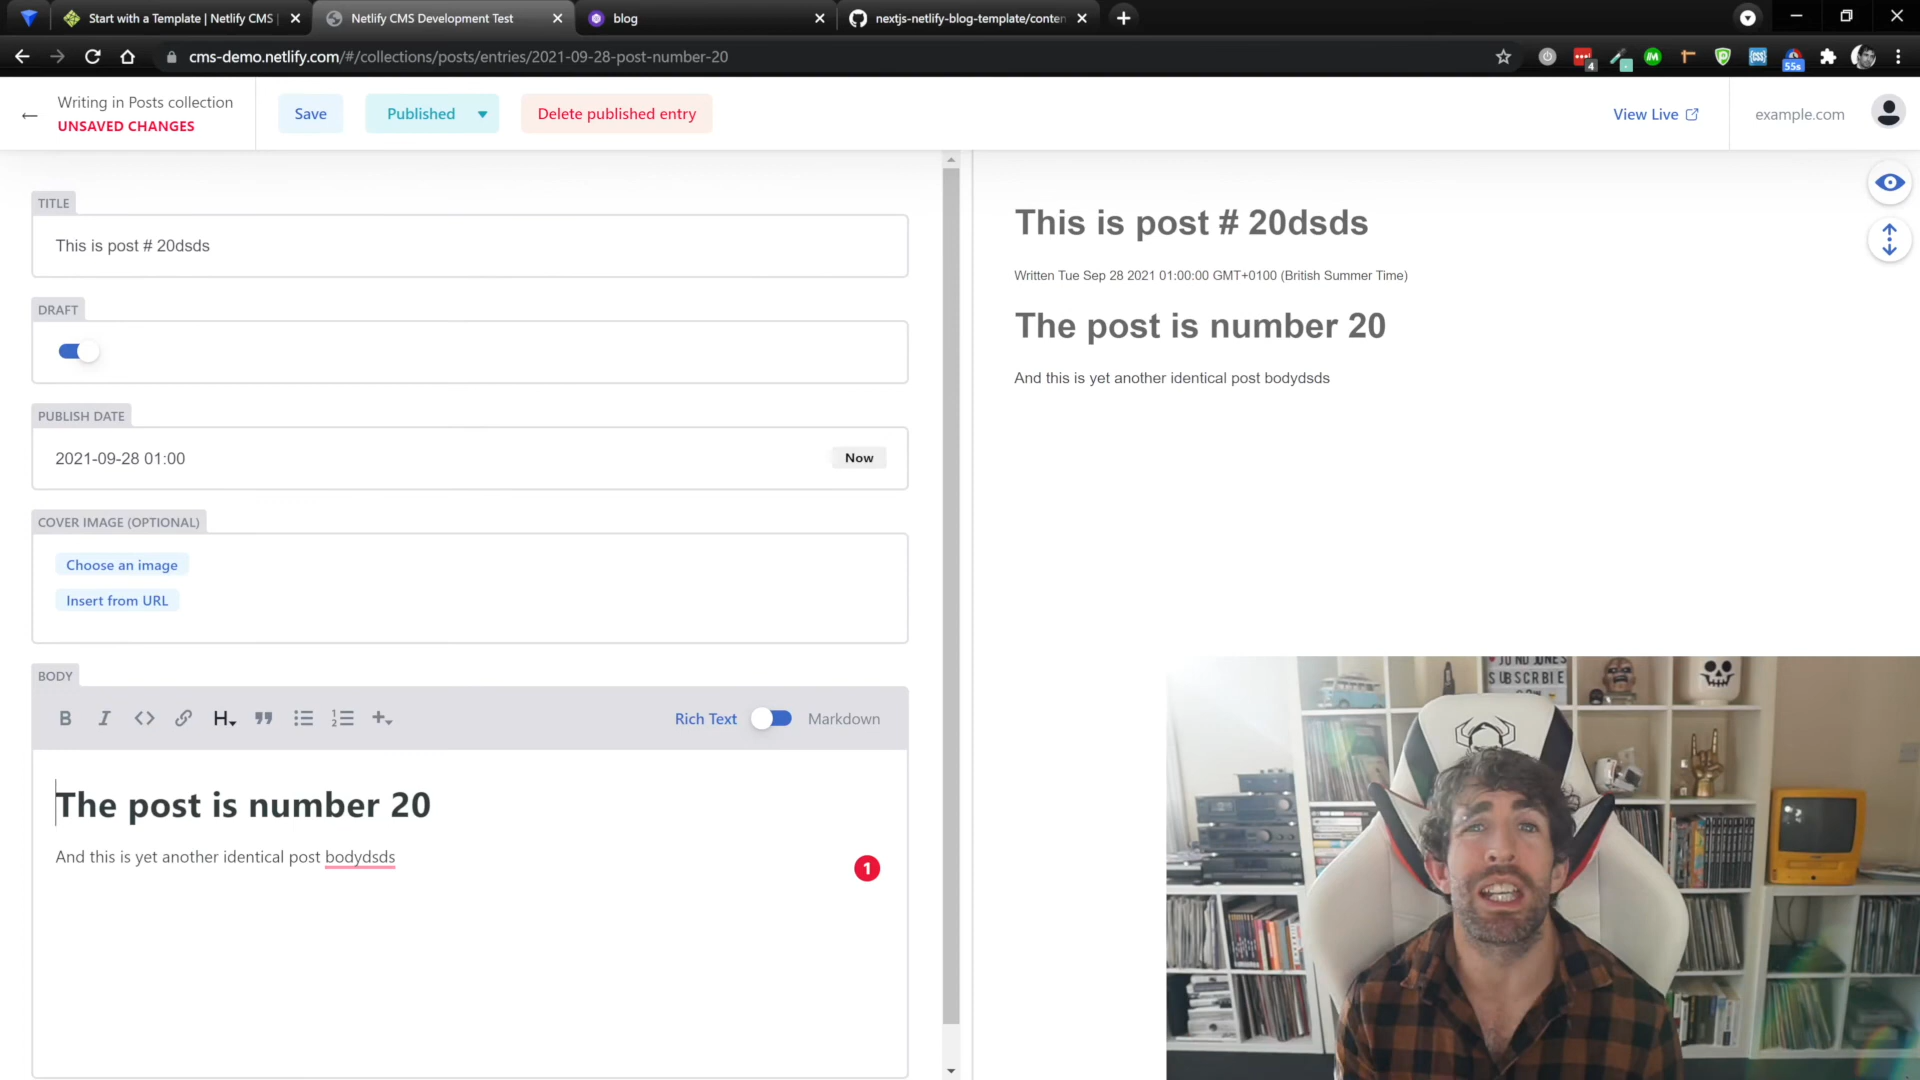 Start with a Template | Netlify CMS
Netlify CMS Development Test
blog
nextjs-netlify-blog-template/conten
cms-demo.netlify.com/#/collections/posts/entries/2021-09-28-post-number-20
4
55s
Writing in Posts collection
UNSAVED CHANGES
Save
Published
Delete published entry
View Live
example.com
TITLE
This is post # 20dsds
DRAFT
PUBLISH DATE
2021-09-28 01:00
Now
COVER IMAGE (OPTIONAL)
Choose an image
Insert from URL
BODY
B
I
H
Rich Text
Markdown
The post is number 20
And this is yet another identical post bodydsds
1
This is post # 20dsds
Written Tue Sep 28 2021 01:00:00 GMT+0100 (British Summer Time)
The post is number 20
And this is yet another identical post bodydsds
SUBSCRBIE